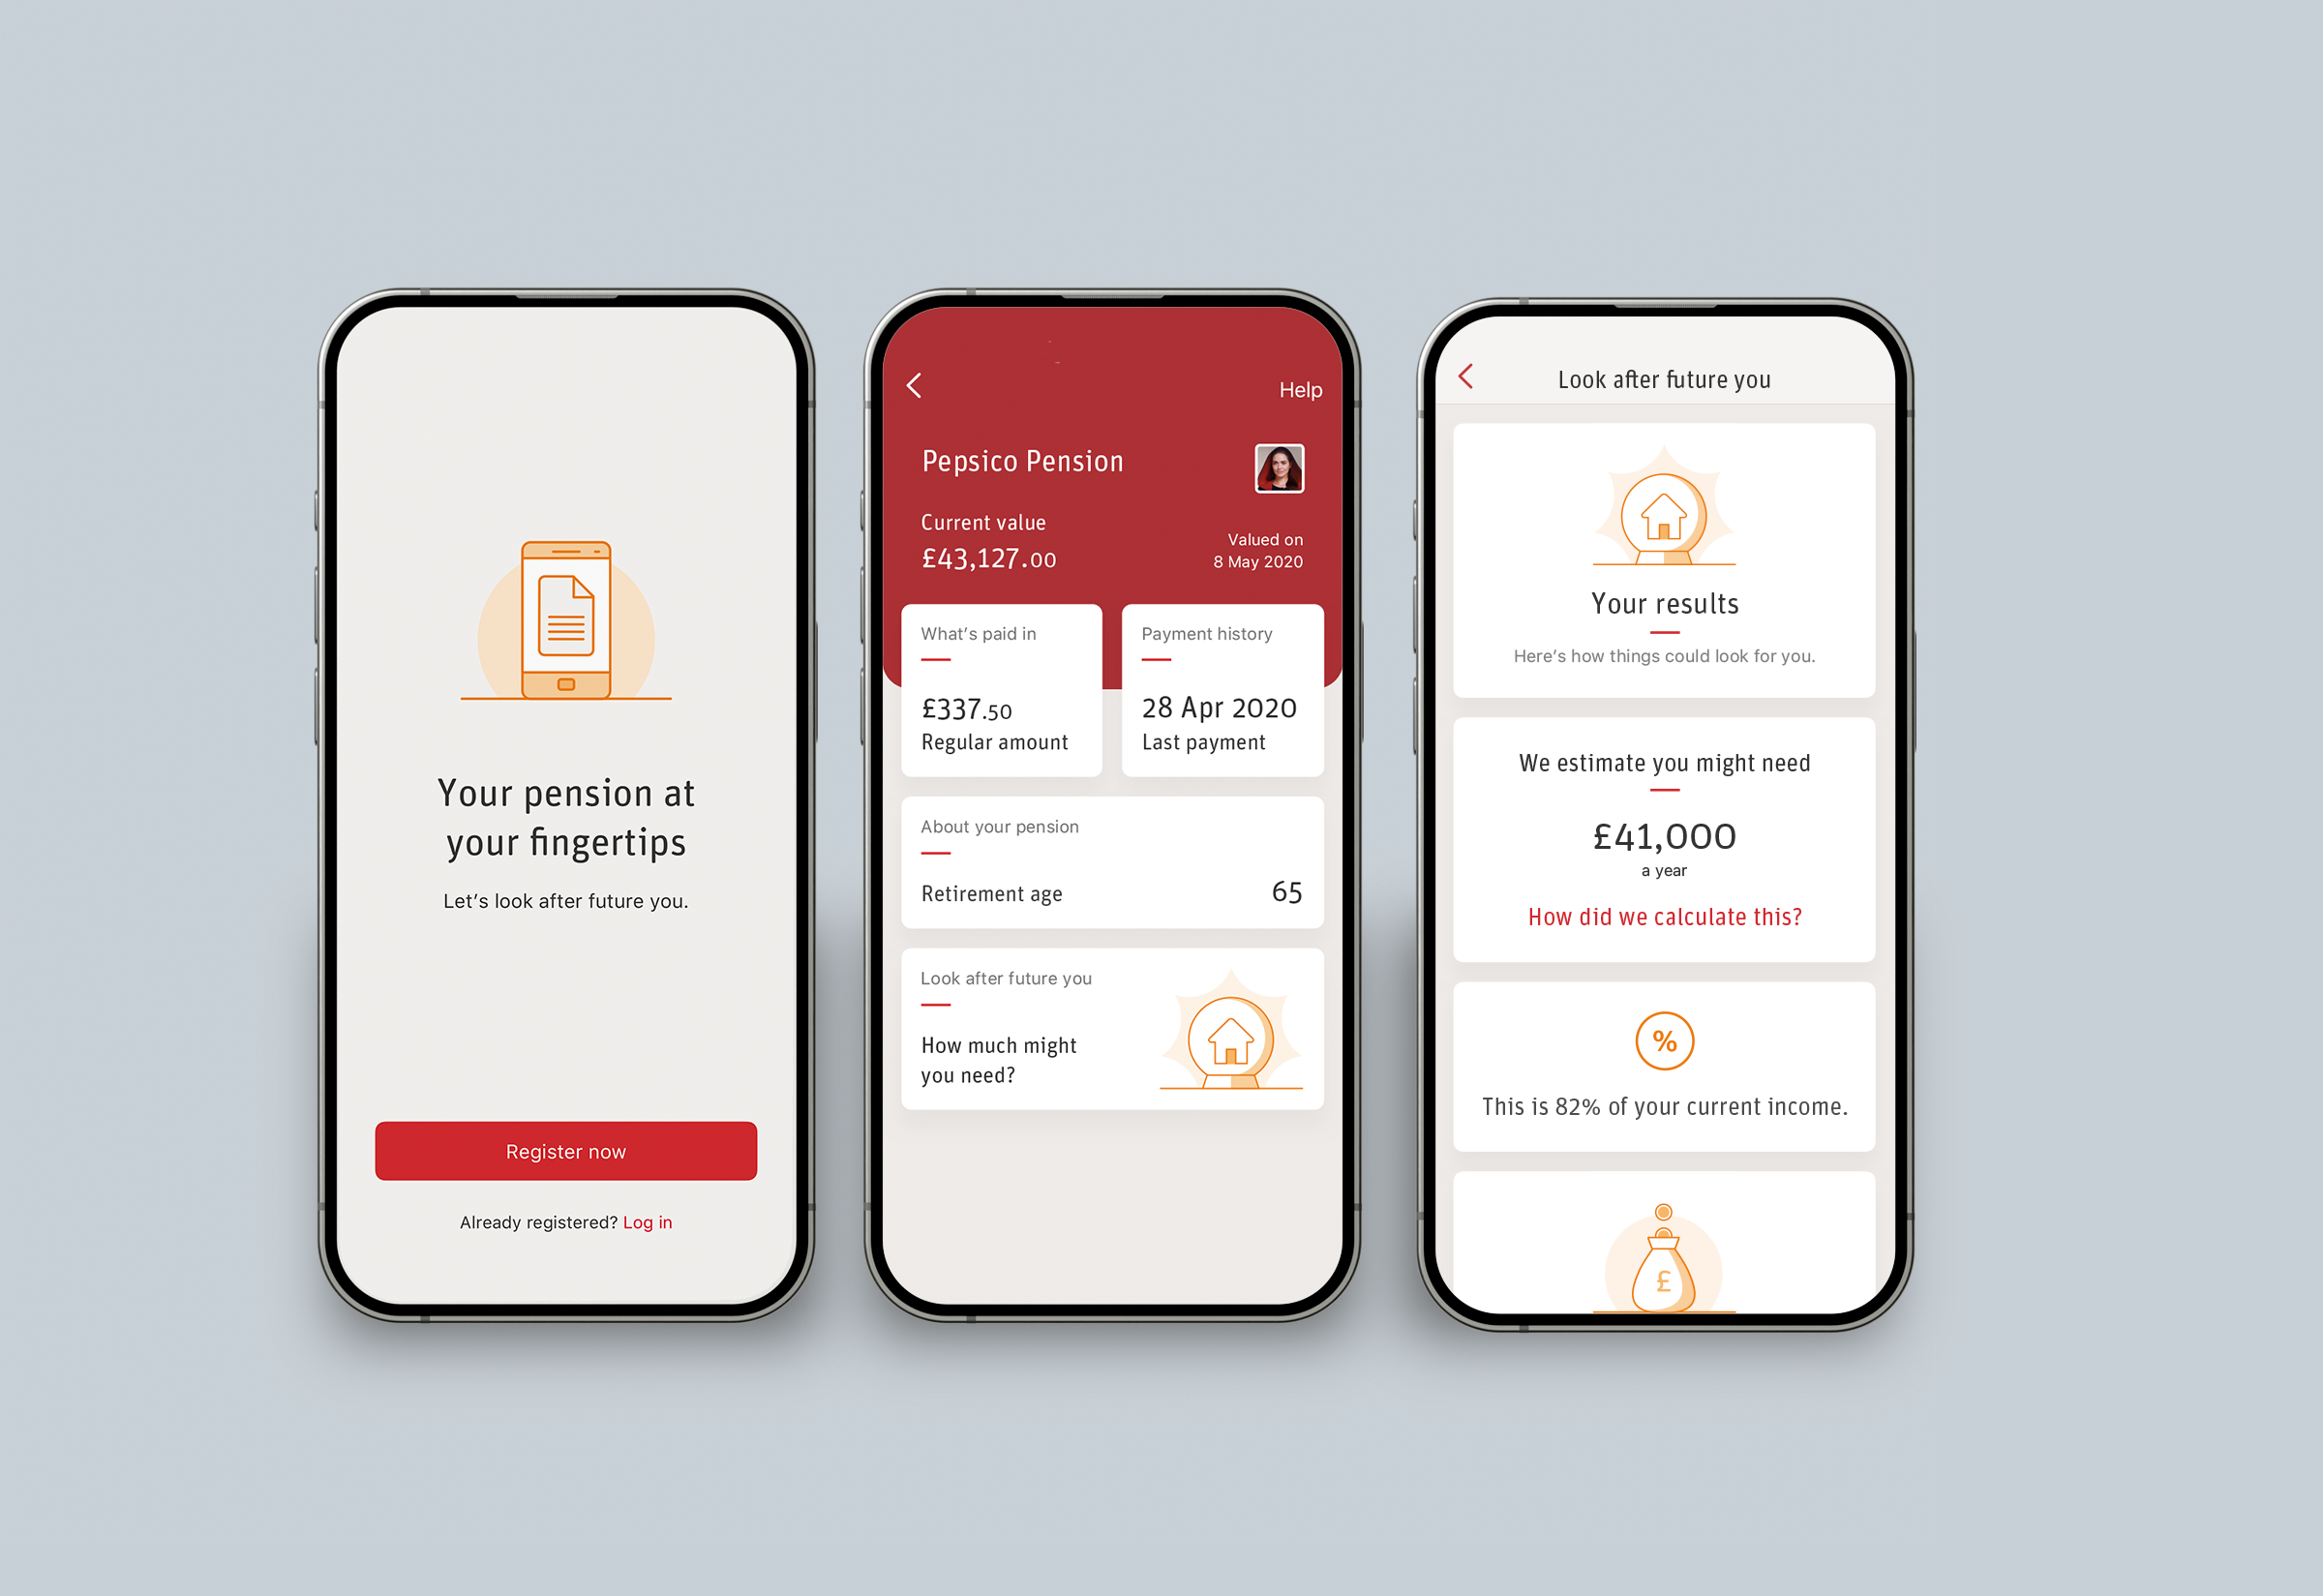 Your pension at
your fingertips
Let's look after future you.
Register now
Already registered? Log in
Help
Pepsico Pension
Current value
£43,127.00
Valued on
8 May 2020
What's paid in
£337.50
Regular amount
Payment history
28 Apr 2020
Last payment
About your pension
Retirement age 65
Look after future you
How much might
you need?
Look after future you
Your results
Here's how things could look for you.
We estimate you might need
£41,000
a year
How did we calculate this?
%
This is 82% of your current income.
£